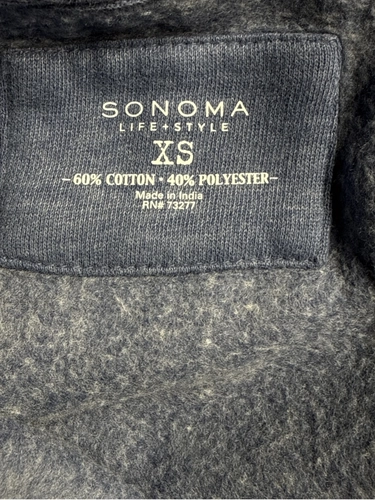 SONOMA
LIFE+STYLE
XS
-60% COTTON • 40% POLYESTER-
Made in India
RN# 73277